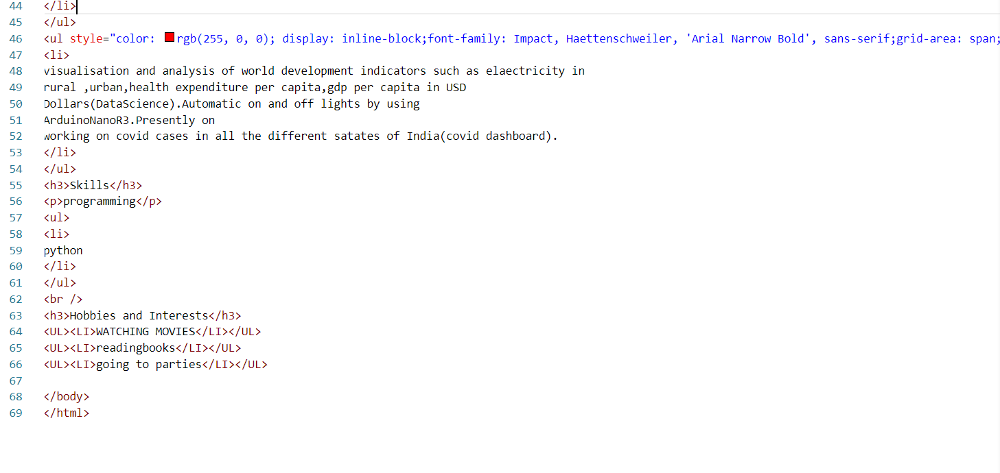 44 </li>
45 </ul>
46 <ul style="color: rgb(255, 0, 0); display: inline-block;font-family: Impact, Haettenschweiler, 'Arial Narrow Bold', sans-serif;grid-area: span;
47 <li>
48 visualisation and analysis of world development indicators such as elaectricity in
49 rural ,urban,health expenditure per capita,gdp per capita in USD
50 Dollars(DataScience).Automatic on and off lights by using
51 ArduinoNanoR3.Presently on
52 working on covid cases in all the different satates of India(covid dashboard).
53 </li>
54 </ul>
55 <h3>Skills</h3>
56 <p>programming</p>
57 <ul>
58 <li>
59 python
60 </li>
61 </ul>
62 <br />
63 <h3>Hobbies and Interests</h3>
64 <UL><LI>WATCHING MOVIES</LI></UL>
65 <UL><LI>readingbooks</LI></UL>
66 <UL><LI>going to parties</LI></UL>
67
68 </body>
69 </html>